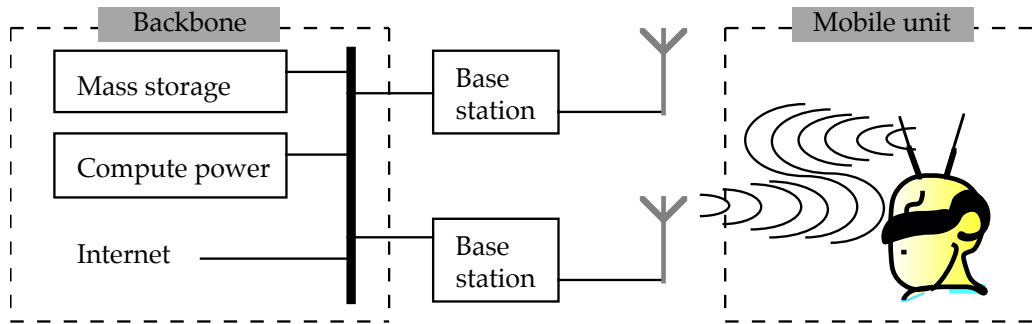 Backbone
Mobile unit
Mass storage
Base
station
Compute power
Internet
Base
station